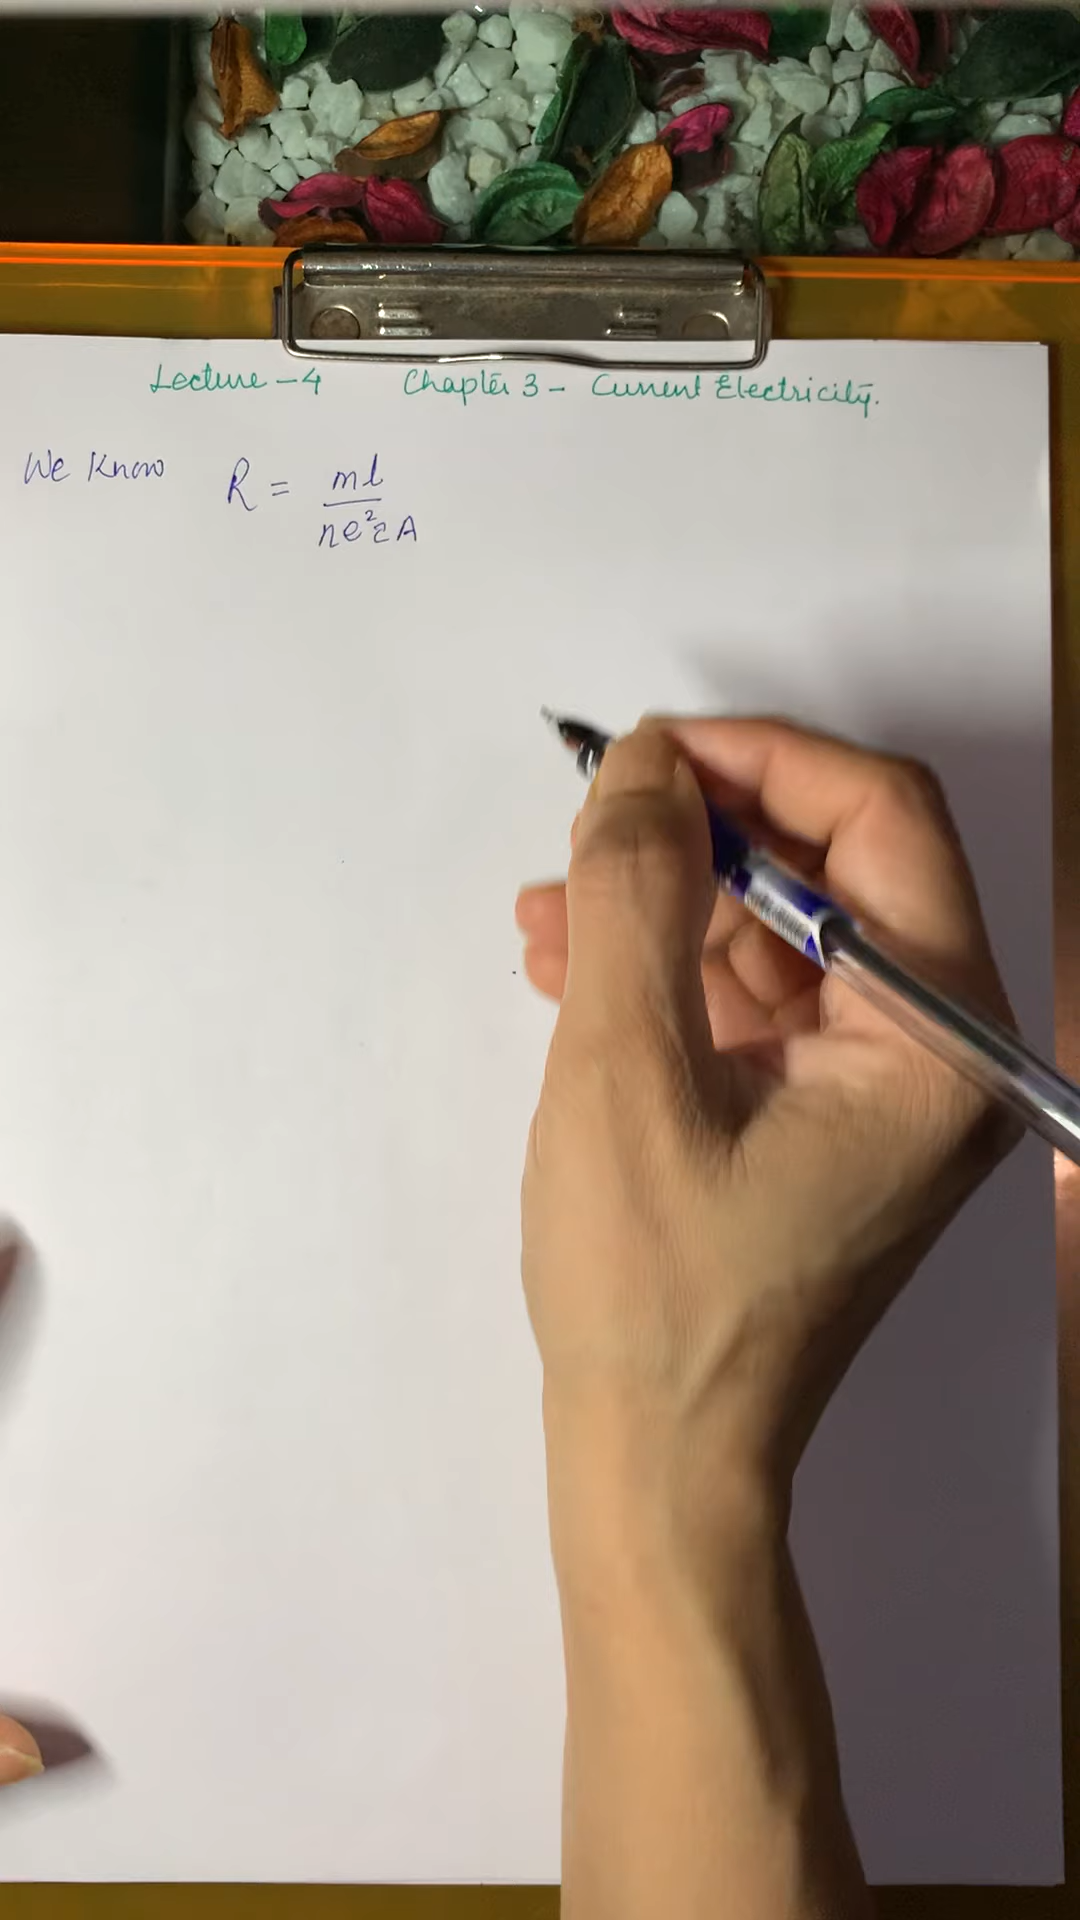 Lecture - 4 Chapter 3 - Current Electricity.
We Know R = ml
ne²τA